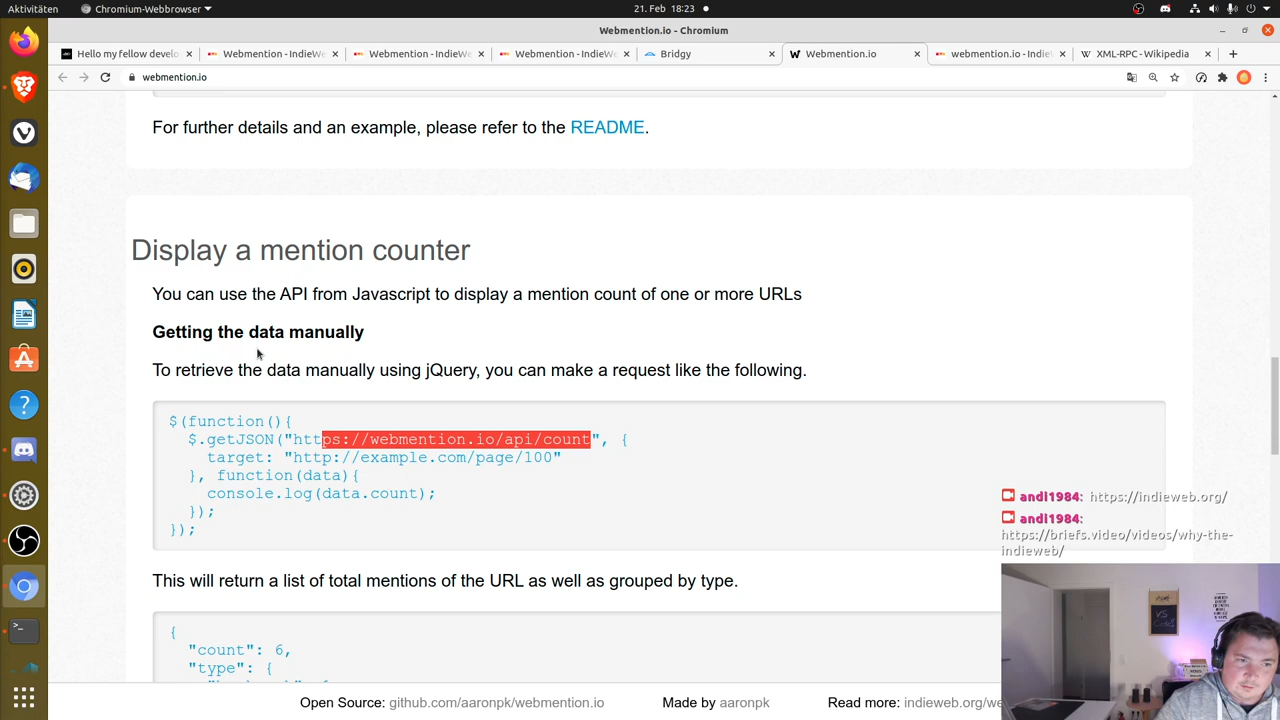 Aktivitäten
Chromium-Webbrowser
21. Feb 18:23
Webmention.io - Chromium
Hello my fellow develo
Webmention - IndieWe
Webmention - IndieWe
Webmention - IndieWe
Bridgy
Webmention.io
webmention.io - Indi
XML-RPC - Wikipedia
webmention.io
For further details and an example, please refer to the README.
Display a mention counter
You can use the API from Javascript to display a mention count of one or more URLs
Getting the data manually
To retrieve the data manually using jQuery, you can make a request like the following.
$(function(){
$.getJSON("https://webmention.io/api/count", {
target: "http://example.com/page/100"
}, function(data){
console.log(data.count);
});
});
andi1984: https://indieweb.org/
andi1984:
https://briefs.video/videos/why-the-
indieweb/
This will return a list of total mentions of the URL as well as grouped by type.
{
"count": 6,
"type": {
Open Source: github.com/aaronpk/webmention.io
Made by aaronpk
Read more: indieweb.org/we